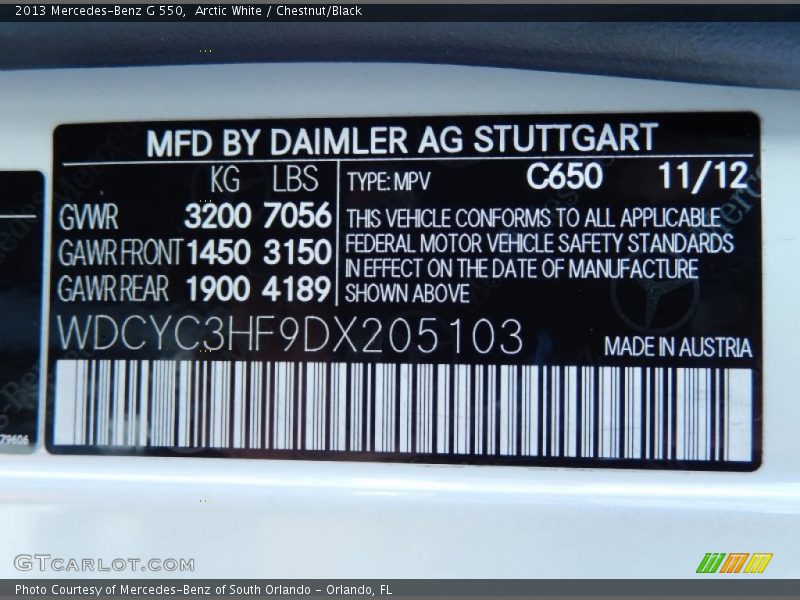 2013 Mercedes-Benz G 550,  Arctic White / Chestnut/Black
MFD BY DAIMLER AG STUTTGART
KG LBS
GVWR 3200 7056
GAWR FRONT 1450 3150
GAWR REAR 1900 4189
TYPE: MPV C650 11/12
THIS VEHICLE CONFORMS TO ALL APPLICABLE
FEDERAL MOTOR VEHICLE SAFETY STANDARDS
IN EFFECT ON THE DATE OF MANUFACTURE
SHOWN ABOVE
WDCYC3HF9DX205103
MADE IN AUSTRIA
79606
GTCARLOT.COM
Photo Courtesy of Mercedes-Benz of South Orlando - Orlando, FL